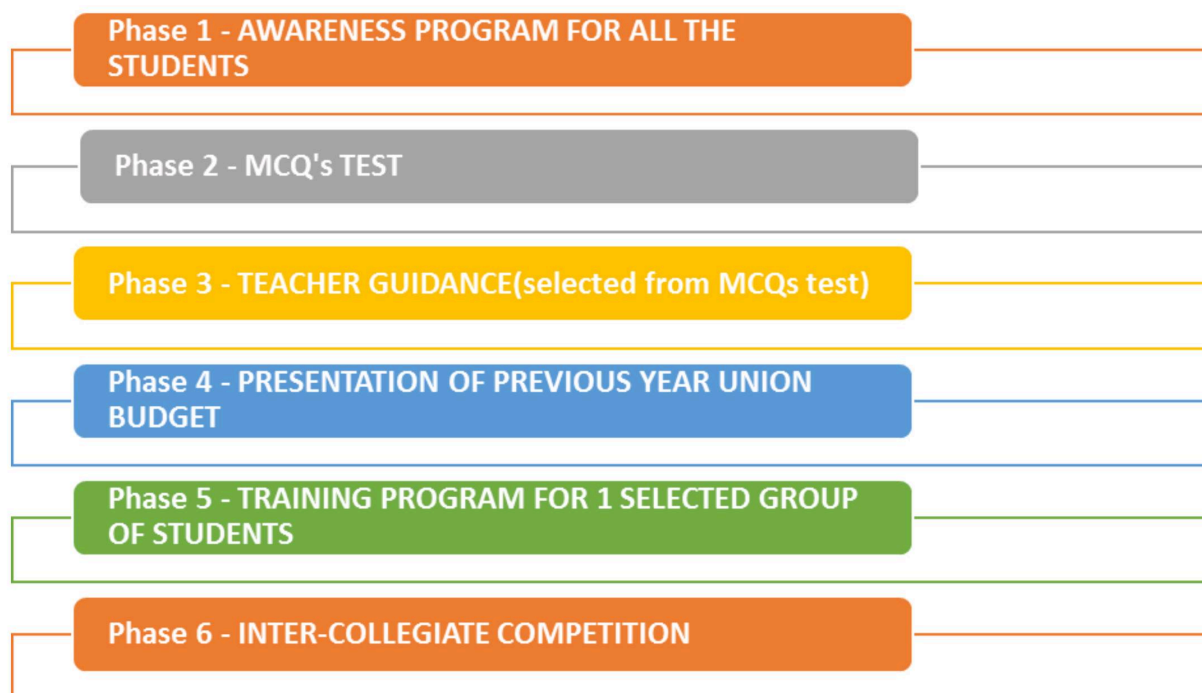 Phase 1 - AWARENESS PROGRAM FOR ALL THE
STUDENTS
Phase 2 - MCQ's TEST
Phase 3 - TEACHER GUIDANCE(selected from MCQs test)
Phase 4 - PRESENTATION OF PREVIOUS YEAR UNION
BUDGET
Phase 5 - TRAINING PROGRAM FOR 1 SELECTED GROUP
OF STUDENTS
Phase 6 - INTER-COLLEGIATE COMPETITION